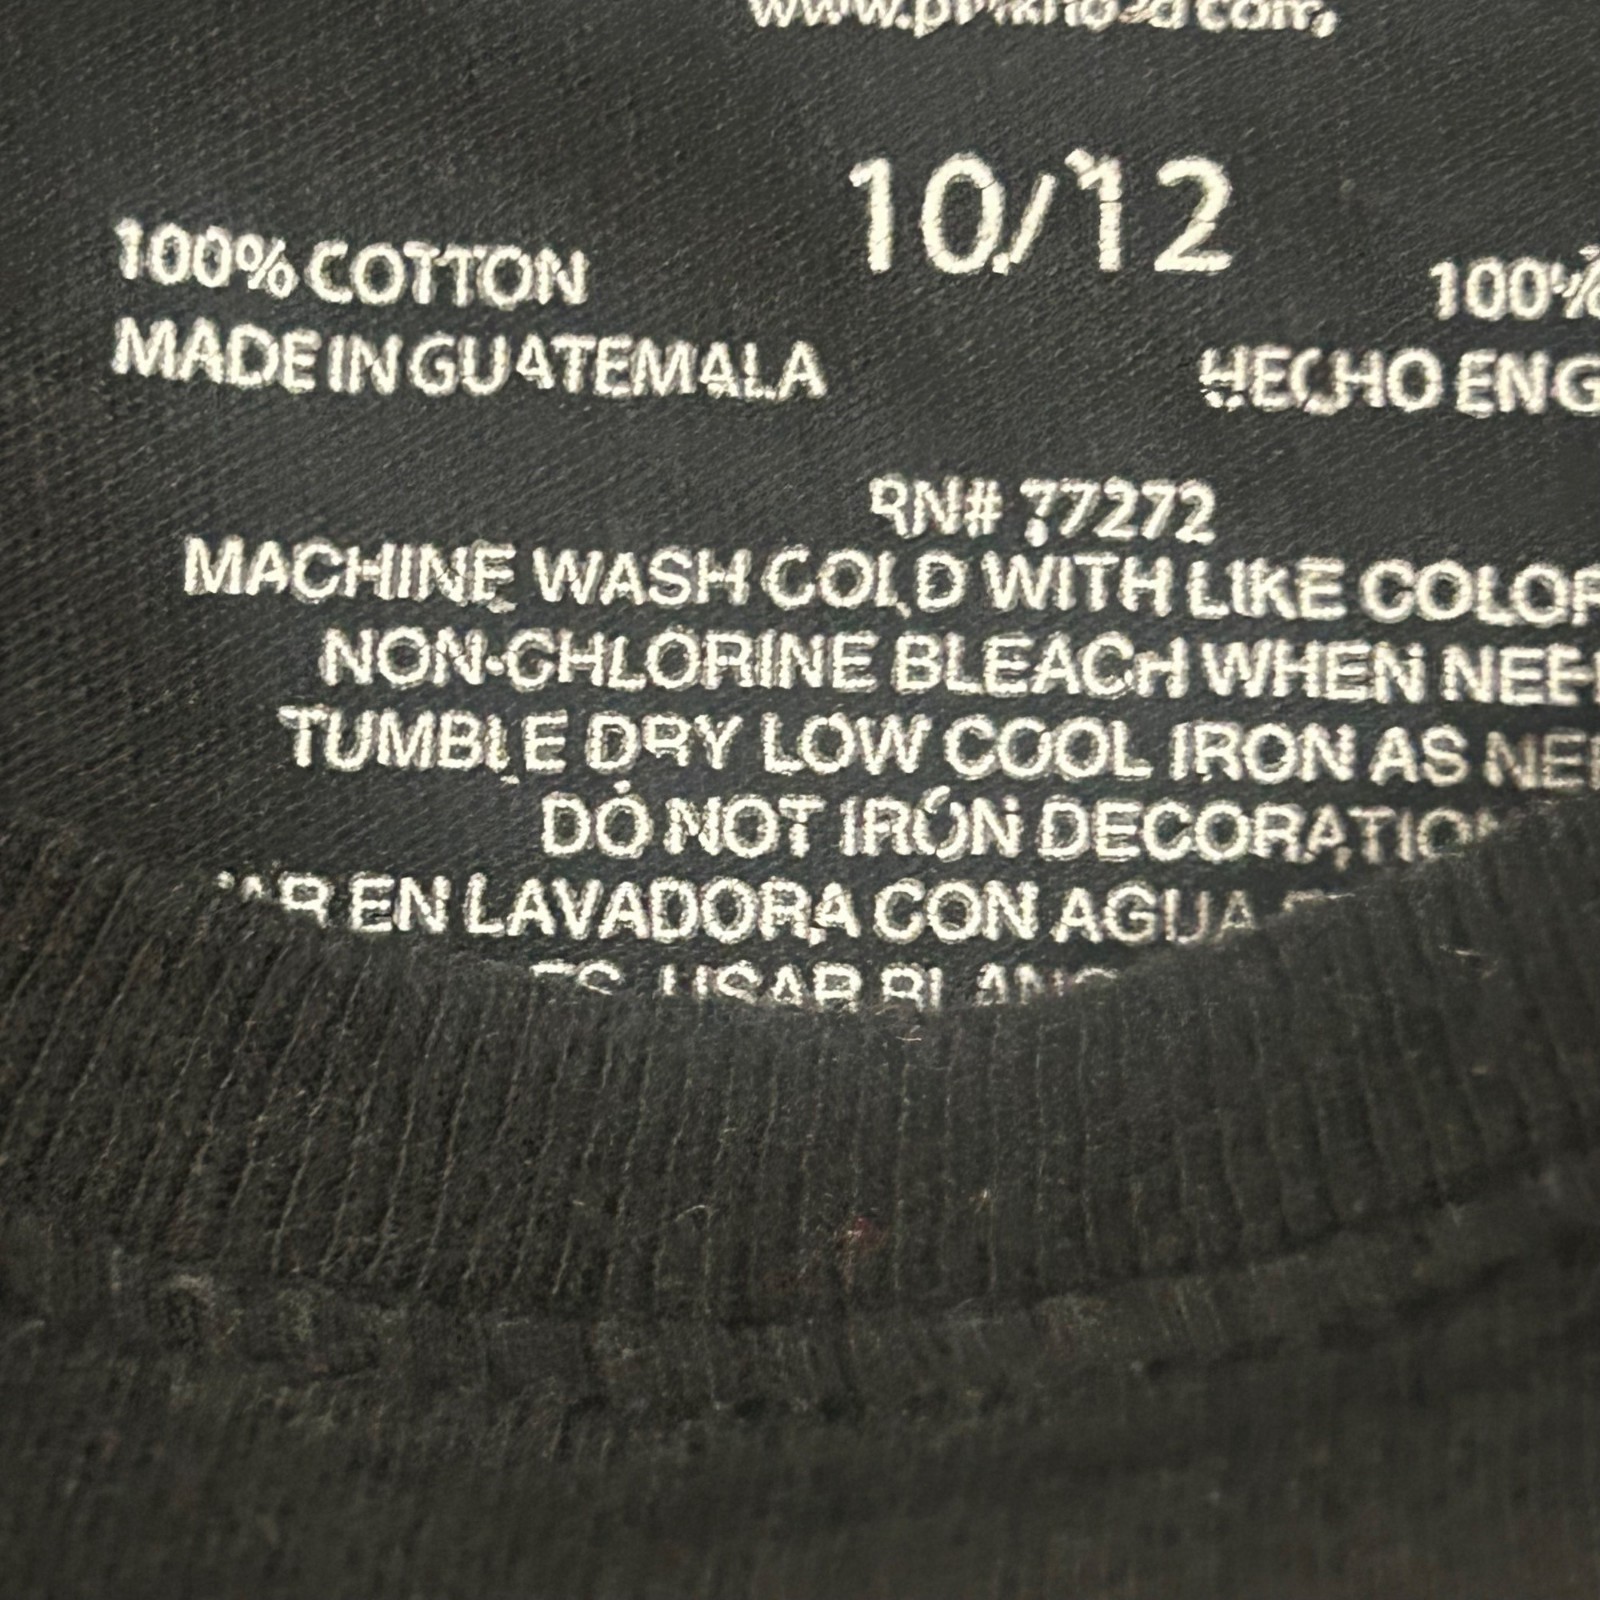 10/12
100% COTTON
MADE IN GUATEMALA
HECHO EN
RN# 77272
MACHINE WASH COLD WITH LIKE
NON-CHLORINE BLEACH WHEN
TUMBLE DRY LOW COOL IRON AS
DO NOT IRON
EN LAVADORA CON AGUA
USAR